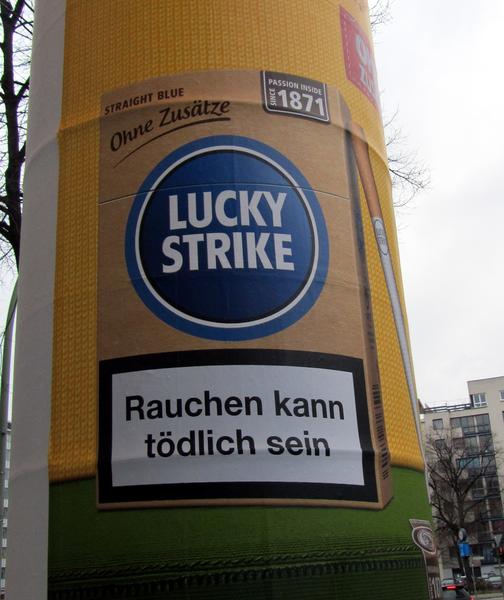 STRAIGHT BLUE
Ohne Zusätze
PASSION INSIDE
SINCE 1871
LUCKY
STRIKE
Rauchen kann
tödlich sein